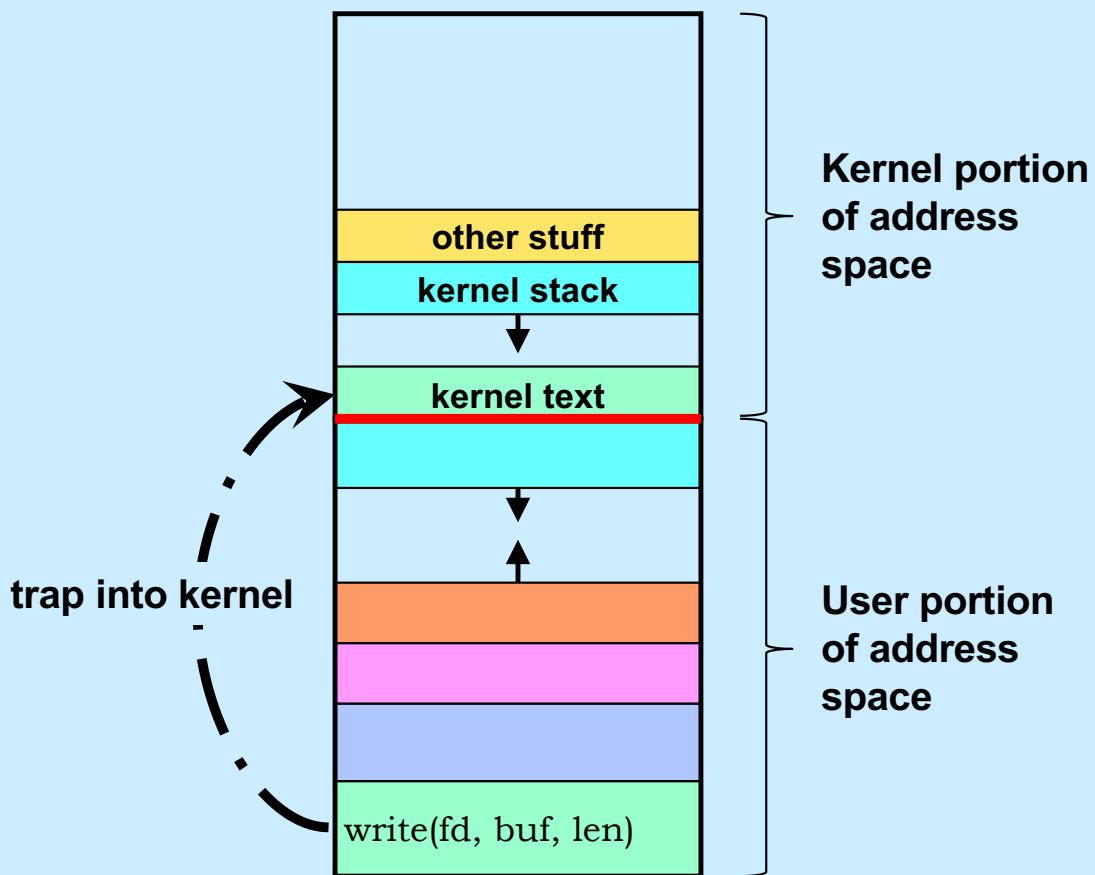 other stuff
kernel stack
kernel text
Kernel portion
of address
space
trap into kernel
User portion
of address
space
write(fd, buf, len)